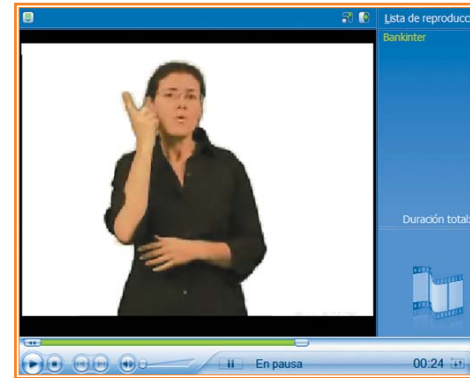 Lista de reproducc
Bankinter
Duración total:
En pausa
00:24